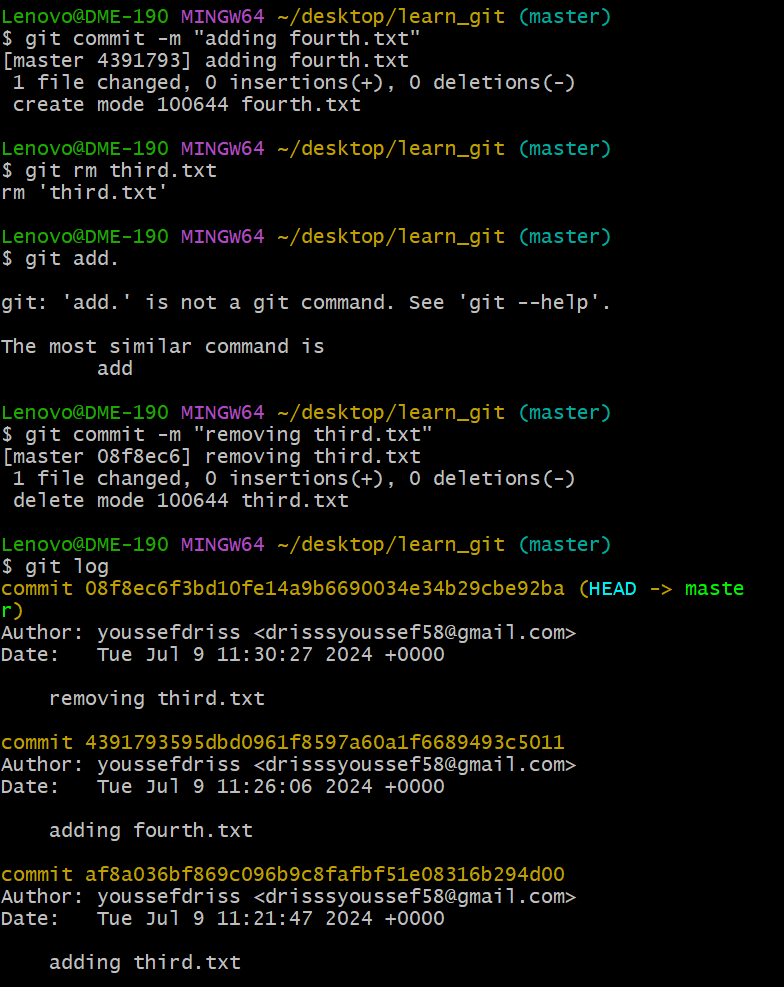 Lenovo@DME-190 MINGW64 ~/desktop/learn_git (master)
$ git commit -m "adding fourth.txt"
[master 4391793] adding fourth.txt
 1 file changed, 0 insertions(+), 0 deletions(-)
 create mode 100644 fourth.txt

Lenovo@DME-190 MINGW64 ~/desktop/learn_git (master)
$ git rm third.txt
rm 'third.txt'

Lenovo@DME-190 MINGW64 ~/desktop/learn_git (master)
$ git add.

git: 'add.' is not a git command. See 'git --help'.

The most similar command is
        add

Lenovo@DME-190 MINGW64 ~/desktop/learn_git (master)
$ git commit -m "removing third.txt"
[master 08f8ec6] removing third.txt
 1 file changed, 0 insertions(+), 0 deletions(-)
 delete mode 100644 third.txt

Lenovo@DME-190 MINGW64 ~/desktop/learn_git (master)
$ git log
commit 08f8ec6f3bd10fe14a9b6690034e34b29cbe92ba (HEAD -> maste
r)
Author: youssefdriss <drisssyoussef58@gmail.com>
Date:   Tue Jul 9 11:30:27 2024 +0000

    removing third.txt

commit 4391793595dbd0961f8597a60a1f6689493c5011
Author: youssefdriss <drisssyoussef58@gmail.com>
Date:   Tue Jul 9 11:26:06 2024 +0000

    adding fourth.txt

commit af8a036bf869c096b9c8fafbf51e08316b294d00
Author: youssefdriss <drisssyoussef58@gmail.com>
Date:   Tue Jul 9 11:21:47 2024 +0000

    adding third.txt